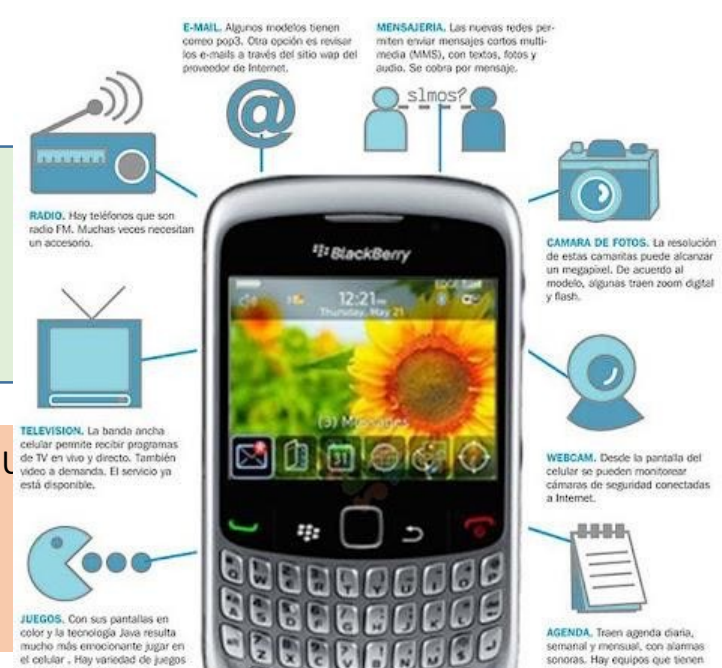 E-MAIL. Algunos modelos tienen
correo pop3. Otra opción es revisar
los e-mails a través del sitio wap del
proveedor de Internet.
MENSAJERIA. Las nuevas redes per-
miten enviar mensajes cortos multi-
media (MMS), con textos, fotos y
audio. Se cobra por mensaje.
@
slmos?
RADIO. Hay teléfonos que son
radio FM. Muchas veces necesitan
un accesorio.
CAMARA DE FOTOS. La resolución
de estas camaritas puede alcanzar
un megapixel. De acuerdo al
modelo, algunas traen zoom digital
y flash.
BlackBerry
EDGE
12:21
Thursday, May 21
(3) Messages
31
TELEVISION. La banda ancha
celular permite recibir programas
de TV en vivo y directo. También
video a demanda. El servicio ya
está disponible.
WEBCAM. Desde la pantalla del
celular se pueden monitorear
cámaras de seguridad conectadas
a Internet.
JUEGOS. Con sus pantallas en
color y la tecnología Java resulta
mucho más emocionante jugar en
el celular . Hay variedad de juegos
AGENDA. Traen agenda diaria,
semanal y mensual, con alarmas
sonoras. Hay equipos que tienen